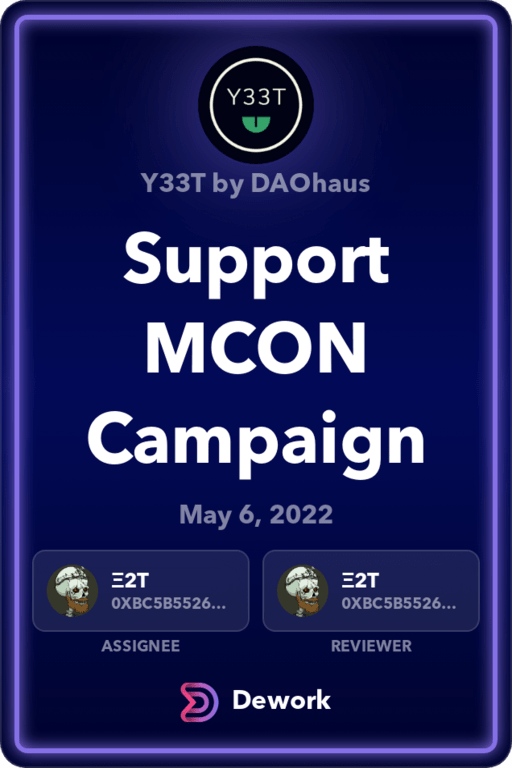 Y33T
Y33T by DAOhaus
Support
MCON
Campaign
May 6, 2022
Ξ2T
0XBC5B5526...
ASSIGNEE
Ξ2T
0XBC5B5526...
REVIEWER
Dework